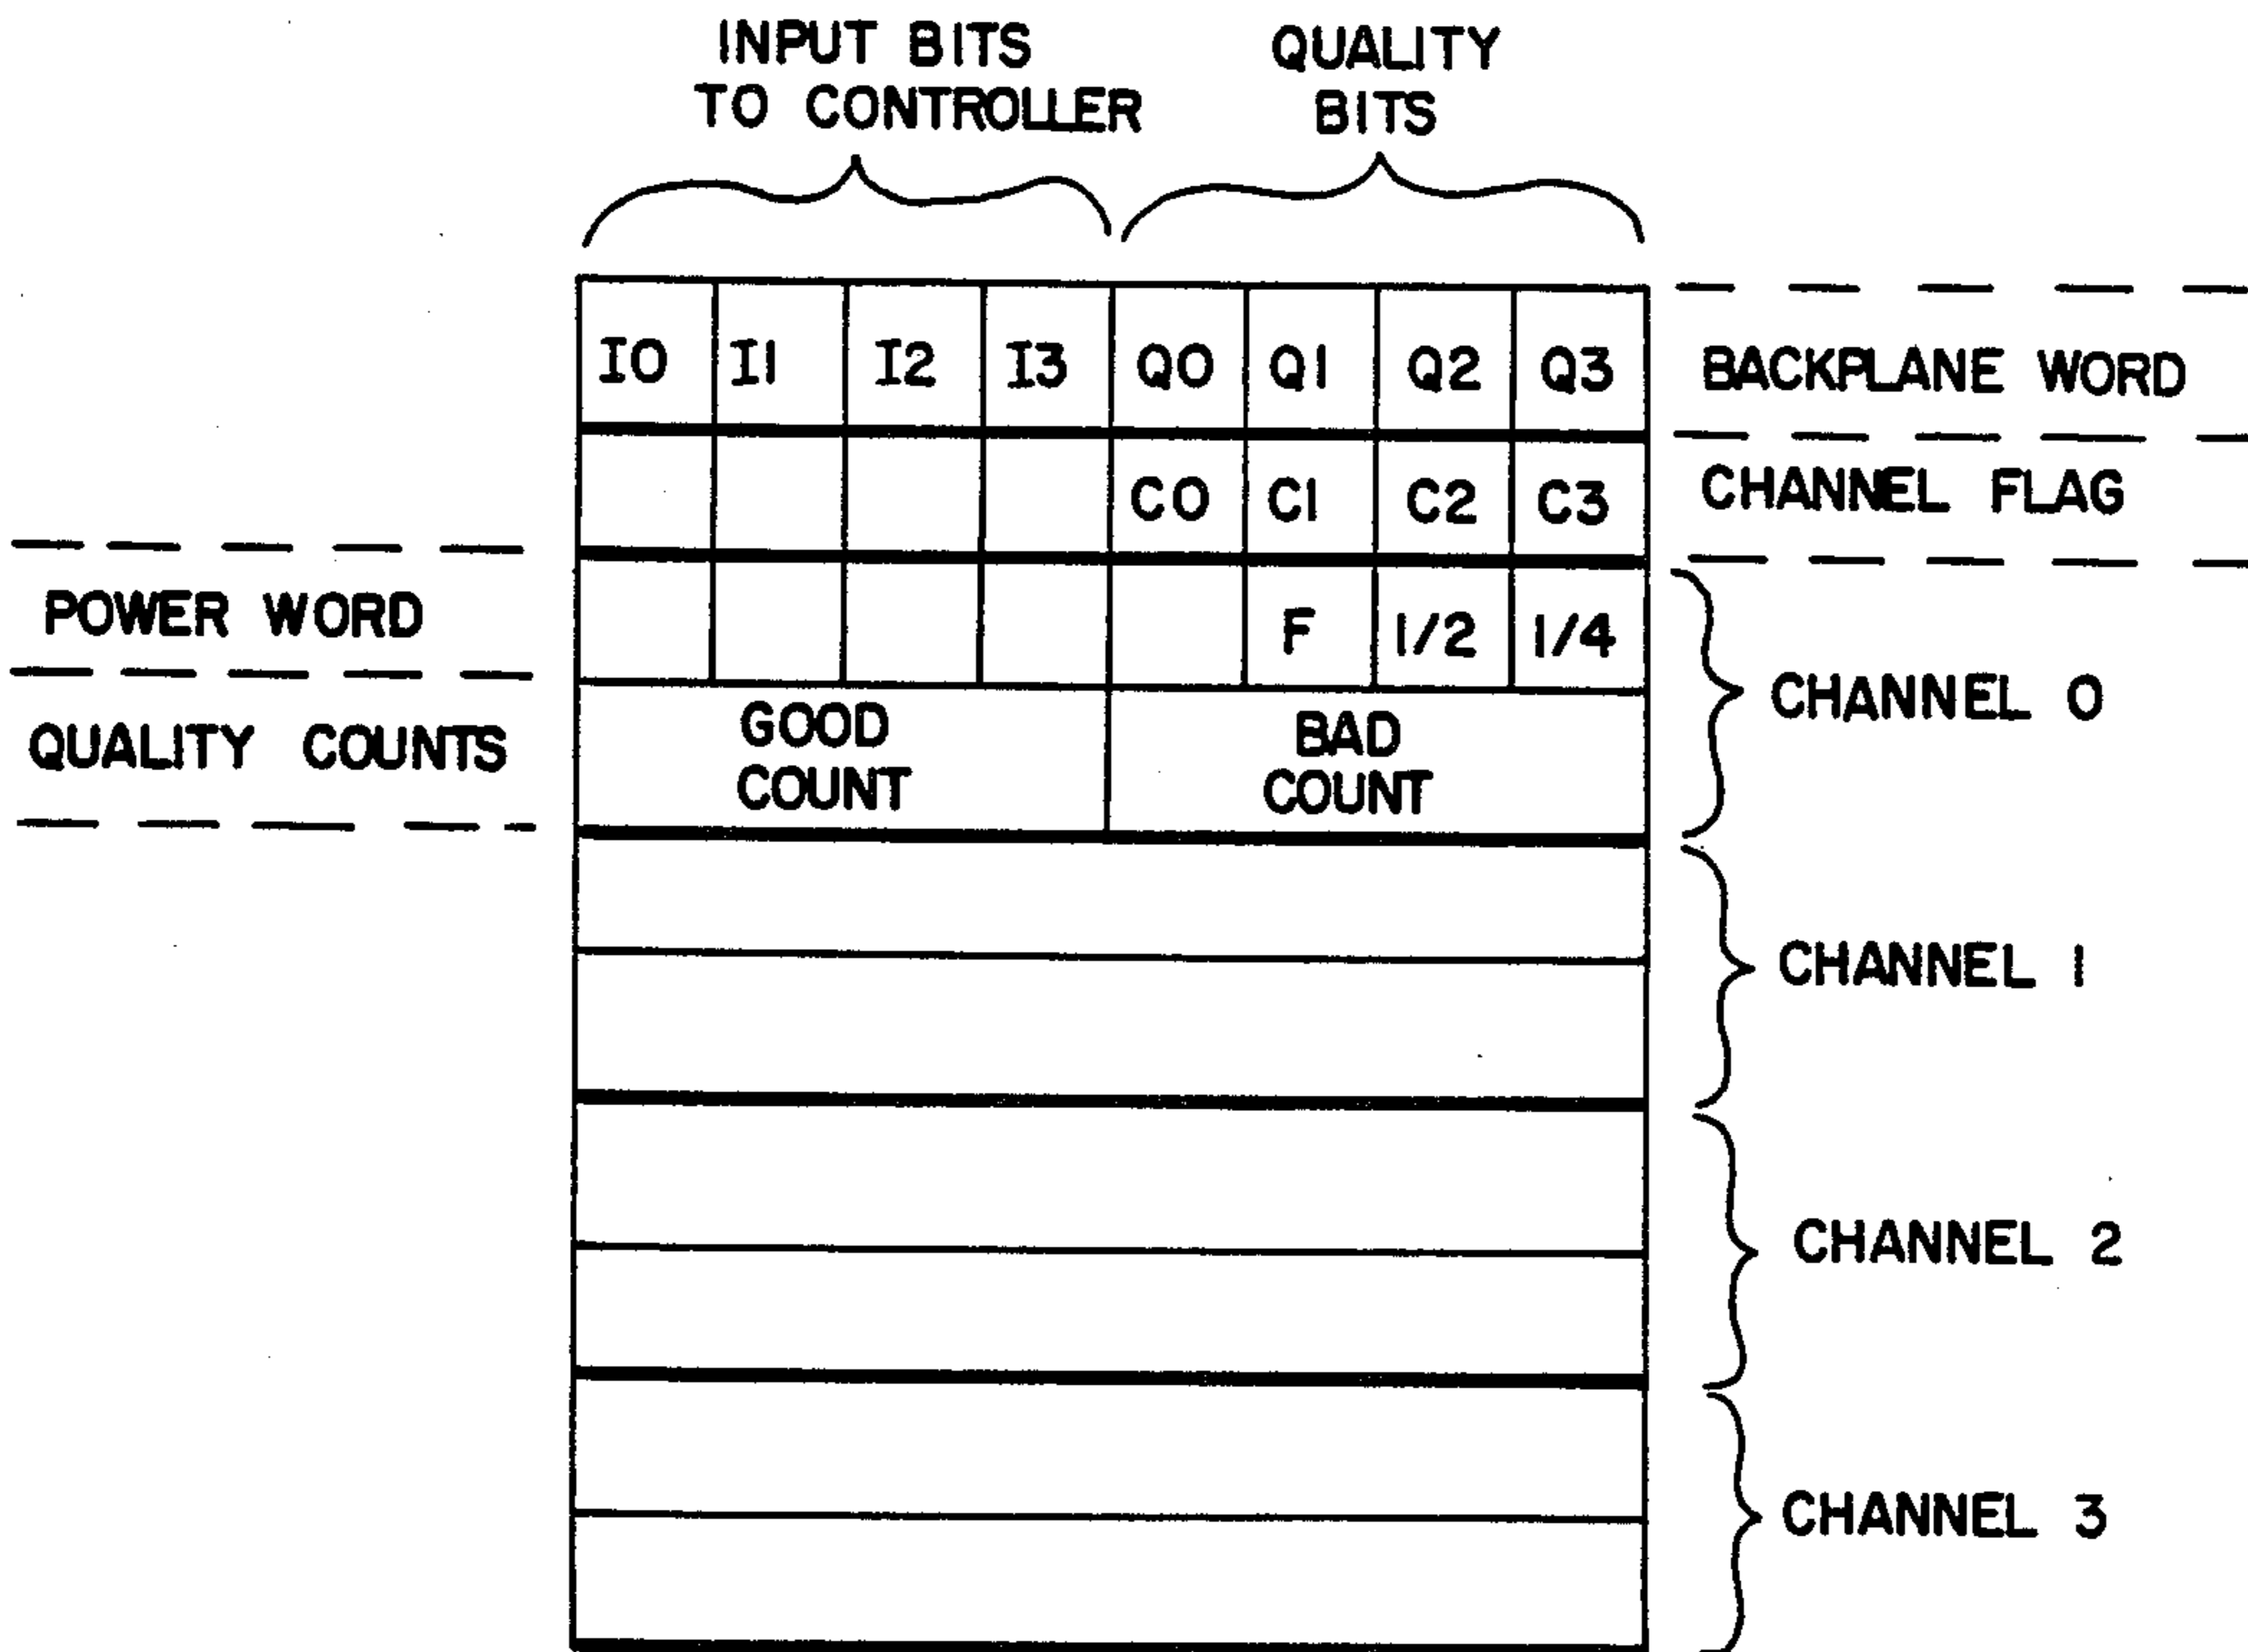 INPUT BITS
TO CONTROLLER
QUALITY
BITS
I0 I1 I2 I3 Q0 Q1 Q2 Q3 BACKPLANE WORD
C0 C1 C2 C3 CHANNEL FLAG
POWER WORD F 1/2 1/4
CHANNEL 0
QUALITY COUNTS
GOOD
COUNT
BAD
COUNT
CHANNEL 1
CHANNEL 2
CHANNEL 3